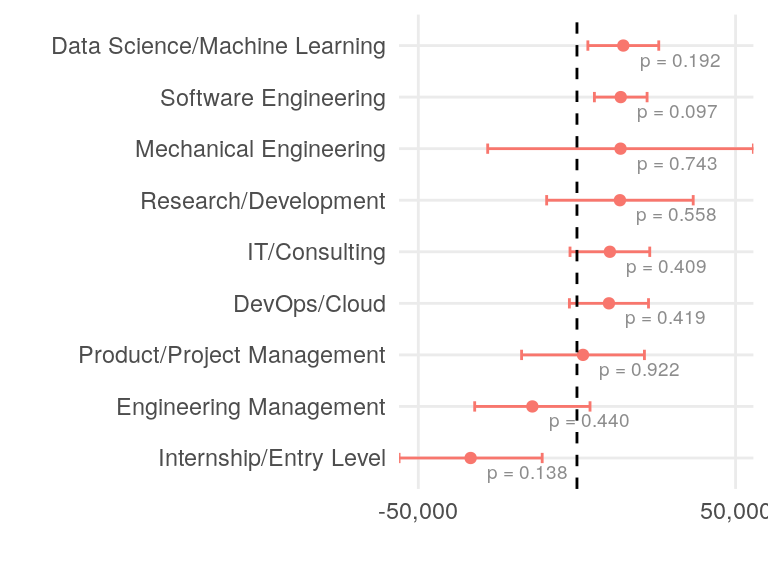 Data Science/Machine Learning
p = 0.192
Software Engineering
p = 0.097
Mechanical Engineering
p = 0.743
Research/Development
p = 0.558
IT/Consulting
p = 0.409
DevOps/Cloud
p = 0.419
Product/Project Management
p = 0.922
Engineering Management
p = 0.440
Internship/Entry Level
p = 0.138
-50,000
50,000